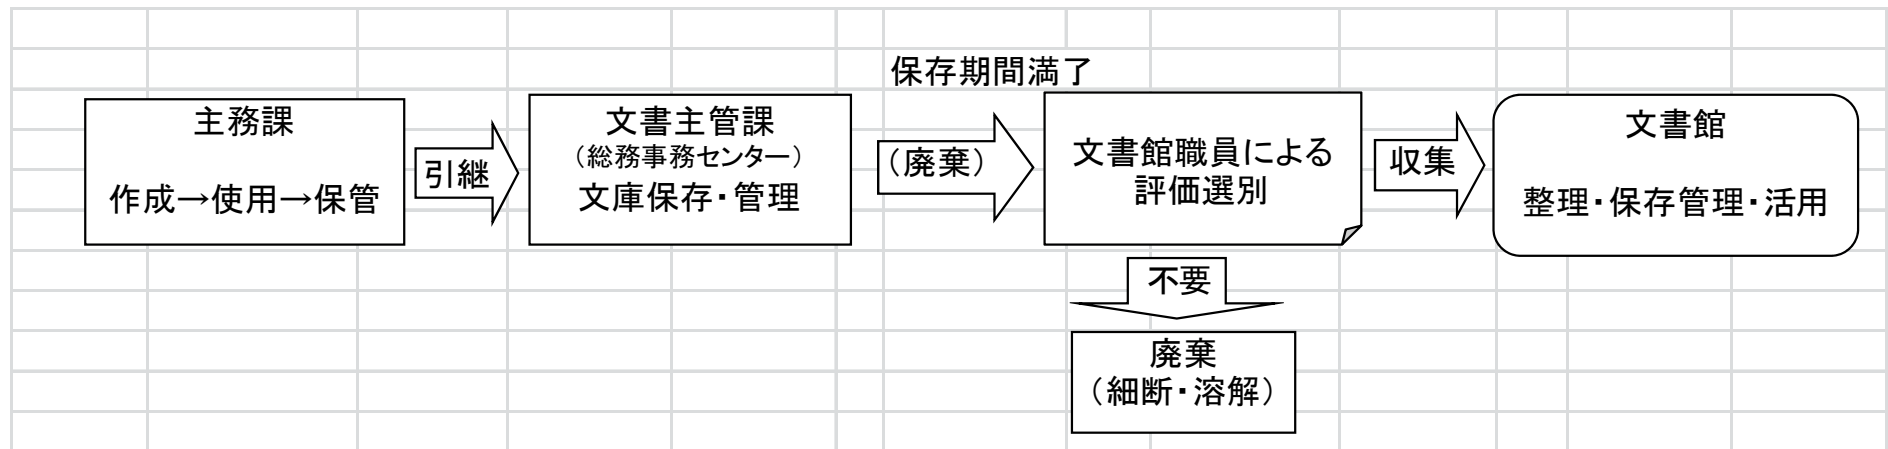 保存期間満了
主務課
作成→使用→保管
引継
文書主管課
（総務事務センター）
文庫保存・管理
（廃棄）
文書館職員による
評価選別
収集
文書館
整理・保存管理・活用
不要
廃棄
（細断・溶解）